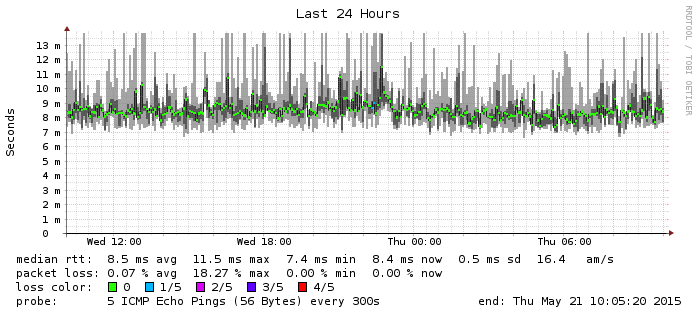 Last 24 Hours
RRDTOOL / TOBI OETIKER
Seconds
13 m
12 m
11 m
10 m
9 m
8 m
7 m
6 m
5 m
4 m
3 m
2 m
1 m
0
Wed 12:00 Wed 18:00 Thu 00:00 Thu 06:00
median rtt: 8.5 ms avg 11.5 ms max 7.4 ms min 8.4 ms now 0.5 ms sd 16.4 am/s
packet loss: 0.07 % avg 18.27 % max 0.00 % min 0.00 % now
loss color: 0 1/5 2/5 3/5 4/5
probe: 5 ICMP Echo Pings (56 Bytes) every 300s end: Thu May 21 10:05:20 2015